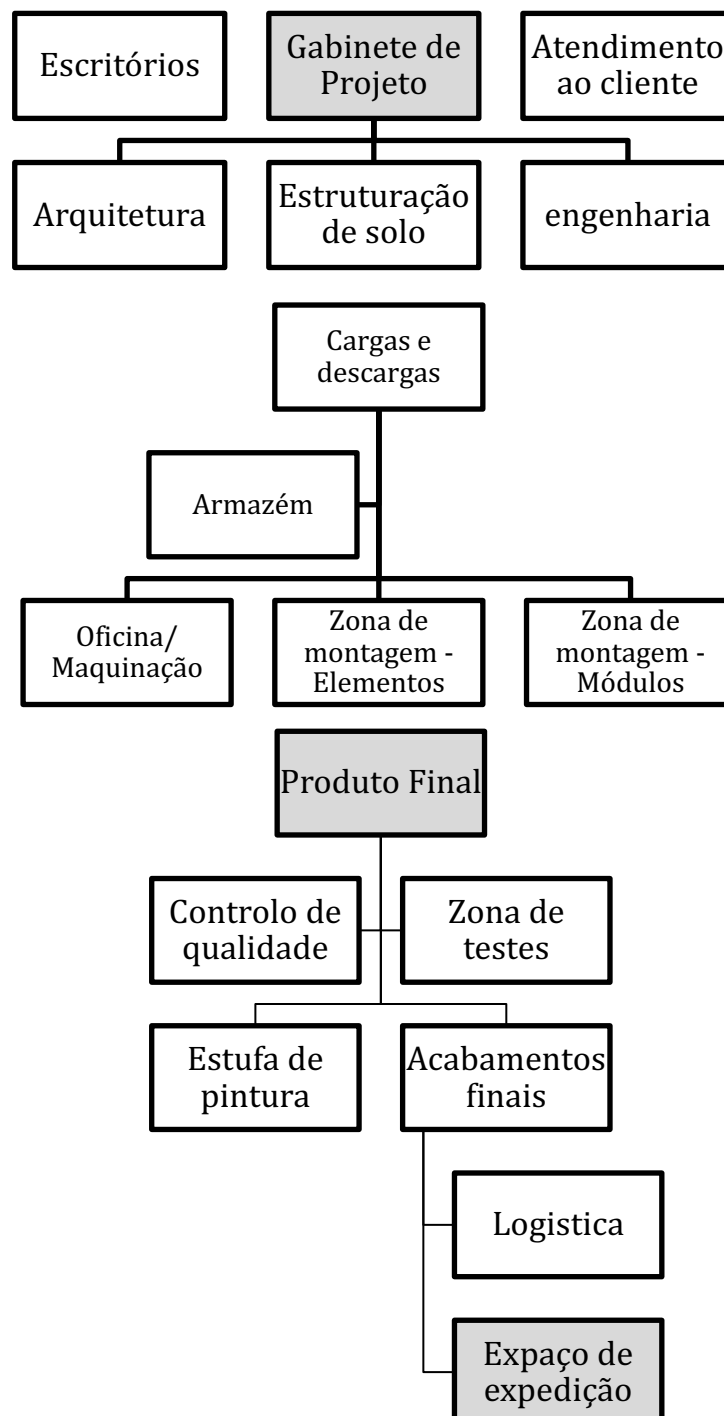 Escritórios
Gabinete de
Projeto
Atendimento
ao cliente
Arquitetura
Estruturação
de solo
engenharia
Cargas e
descargas
Armazém
Oficina/
Maquinação
Zona de
montagem -
Elementos
Zona de
montagem -
Módulos
Produto Final
Controlo de
qualidade
Zona de
testes
Estufa de
pintura
Acabamentos
finais
Logistica
Expaço de
expedição